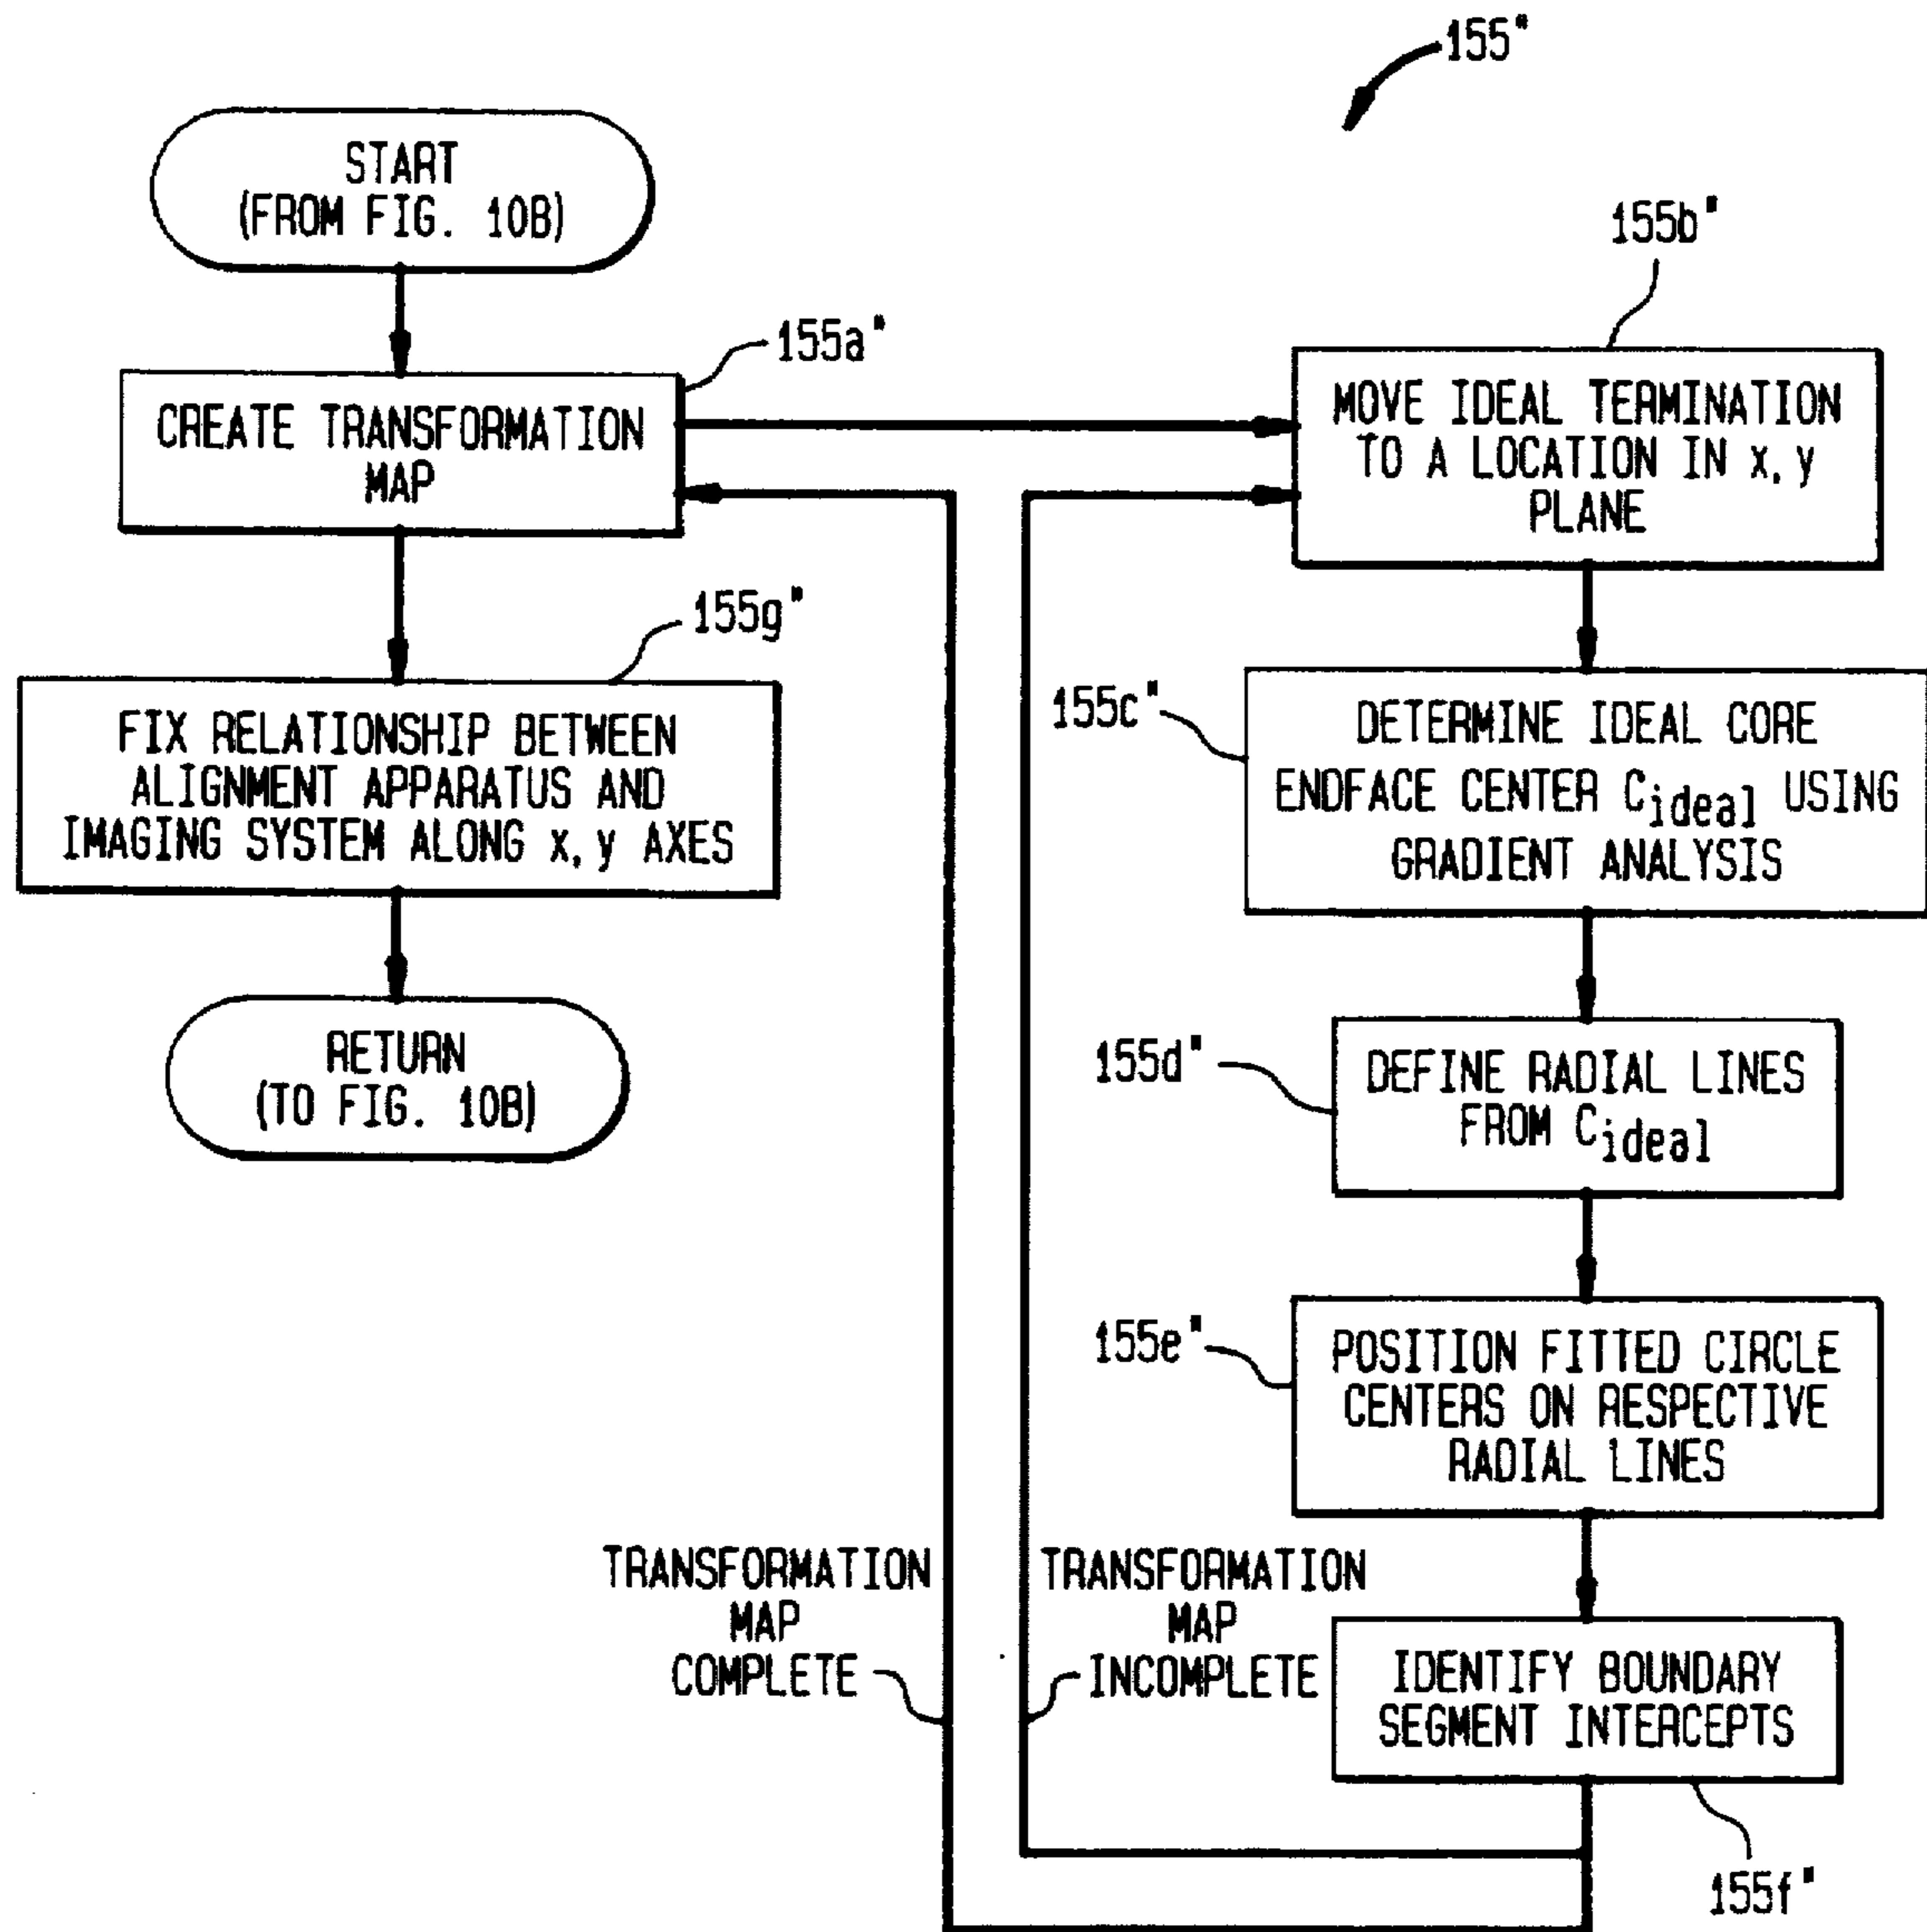 155"
START
(FROM FIG. 10B)
155a"
CREATE TRANSFORMATION
MAP
155g"
FIX RELATIONSHIP BETWEEN
ALIGNMENT APPARATUS AND
IMAGING SYSTEM ALONG x, y AXES
RETURN
(TO FIG. 10B)
155b"
MOVE IDEAL TERMINATION
TO A LOCATION IN x, y
PLANE
155c"
DETERMINE IDEAL CORE
ENDFACE CENTER Cideal USING
GRADIENT ANALYSIS
155d"
DEFINE RADIAL LINES
FROM Cideal
155e"
POSITION FITTED CIRCLE
CENTERS ON RESPECTIVE
RADIAL LINES
TRANSFORMATION
MAP
COMPLETE
TRANSFORMATION
MAP
INCOMPLETE
IDENTIFY BOUNDARY
SEGMENT INTERCEPTS
155f"